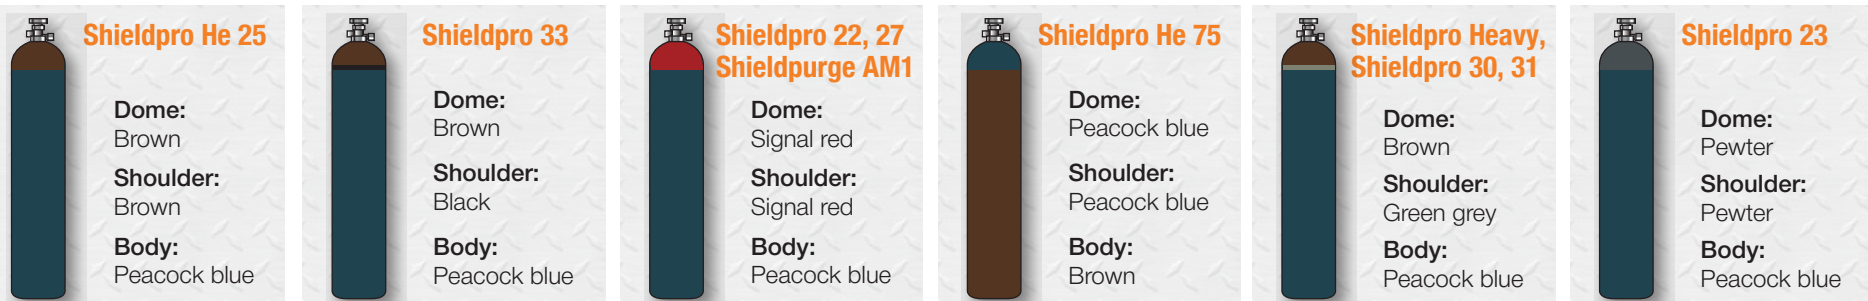 Shieldpro He 25
Dome:
Brown
Shoulder:
Brown
Body:
Peacock blue
Shieldpro 33
Dome:
Brown
Shoulder:
Black
Body:
Peacock blue
Shieldpro 22, 27
Shieldpurge AM1
Dome:
Signal red
Shoulder:
Signal red
Body:
Peacock blue
Shieldpro He 75
Dome:
Peacock blue
Shoulder:
Peacock blue
Body:
Brown
Shieldpro Heavy,
Shieldpro 30, 31
Dome:
Brown
Shoulder:
Green grey
Body:
Peacock blue
Shieldpro 23
Dome:
Pewter
Shoulder:
Pewter
Body:
Peacock blue